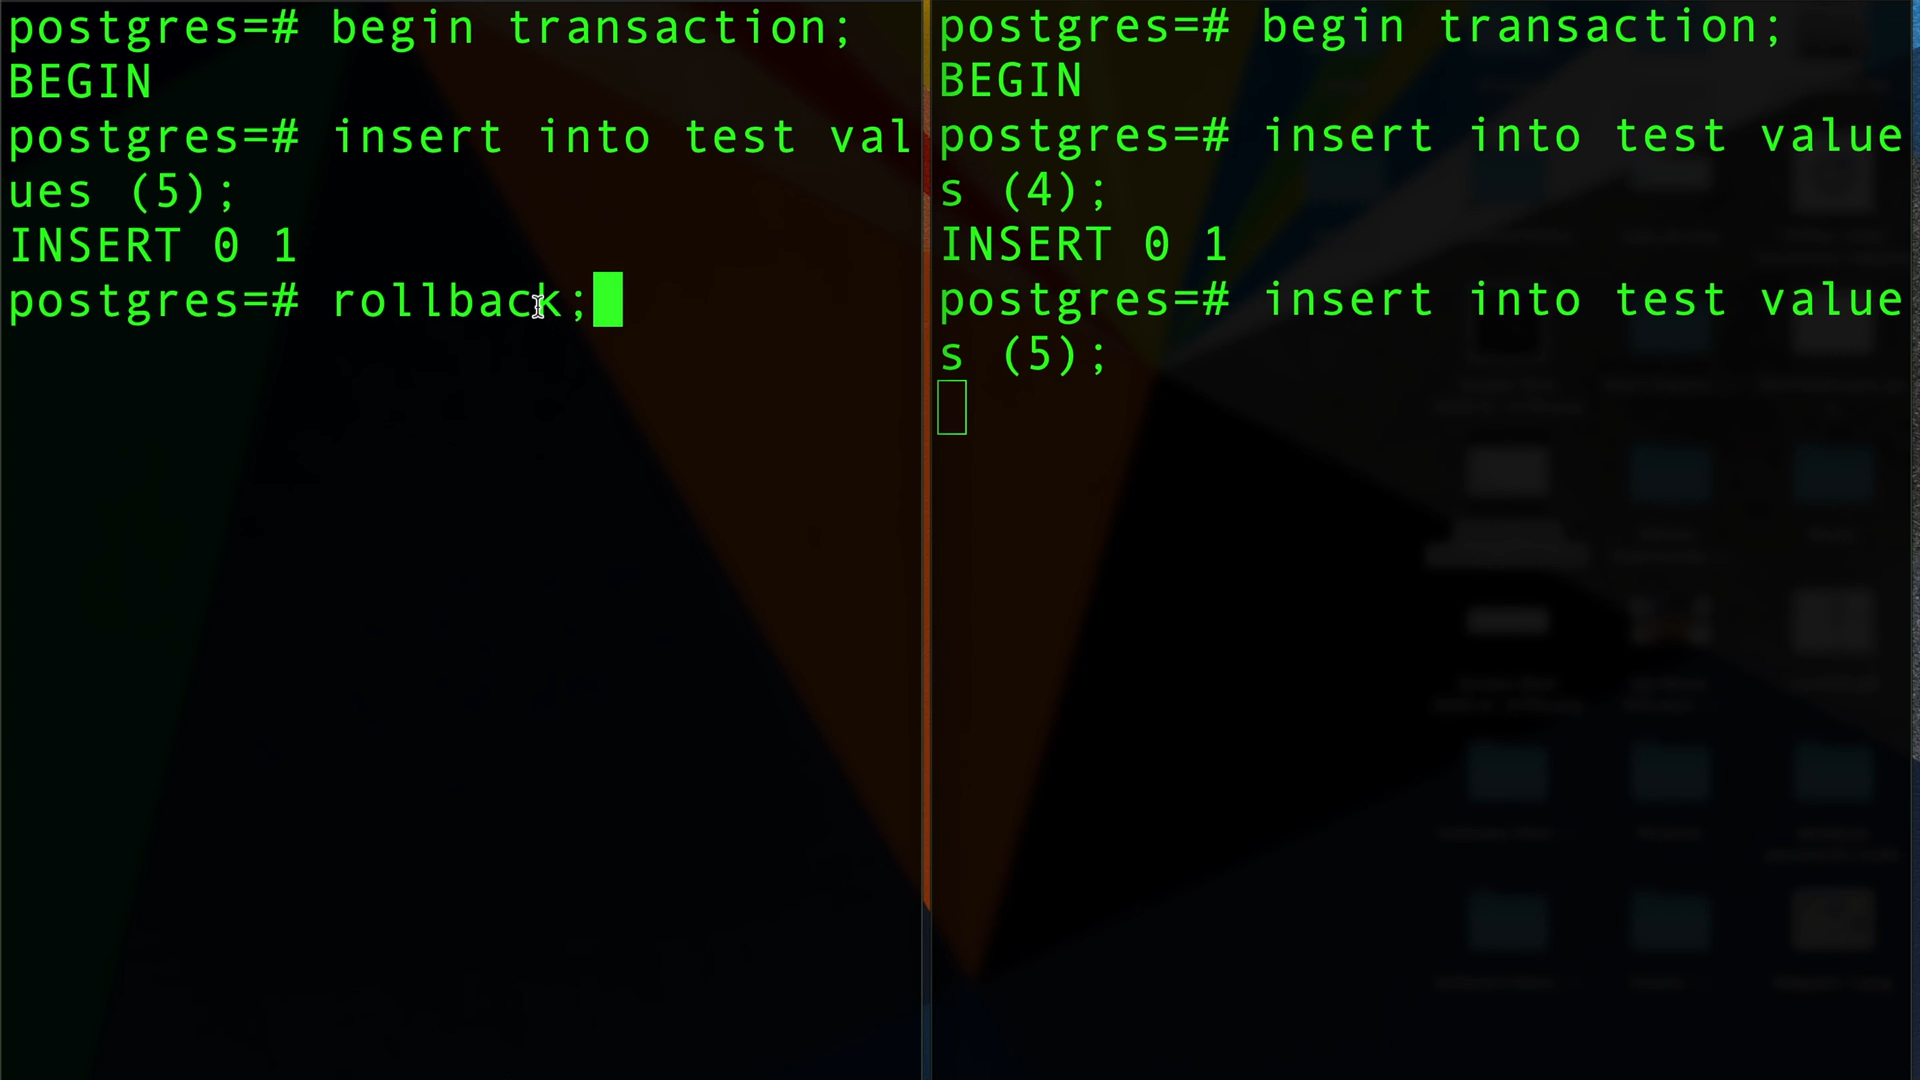 postgres=# begin transaction;
BEGIN
postgres=# insert into test val
ues (5);
INSERT 0 1
postgres=# rollback;
postgres=# begin transaction;
BEGIN
postgres=# insert into test value
s (4);
INSERT 0 1
postgres=# insert into test value
s (5);